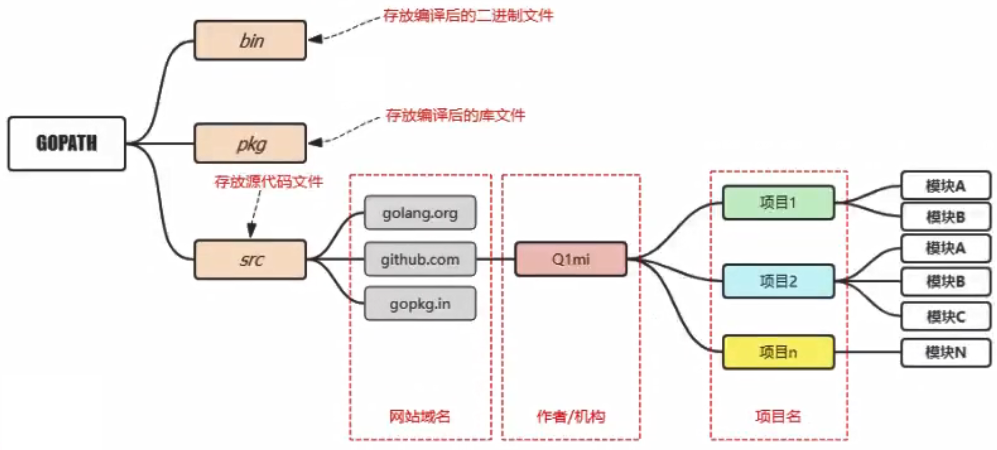 存放编译后的二进制文件
bin
GOPATH
存放编译后的库文件
pkg
存放源代码文件
src
golang.org
github.com
gopkg.in
网站域名
Q1mi
作者/机构
项目1
模块A
模块B
项目2
模块A
模块B
模块C
项目n
模块N
项目名